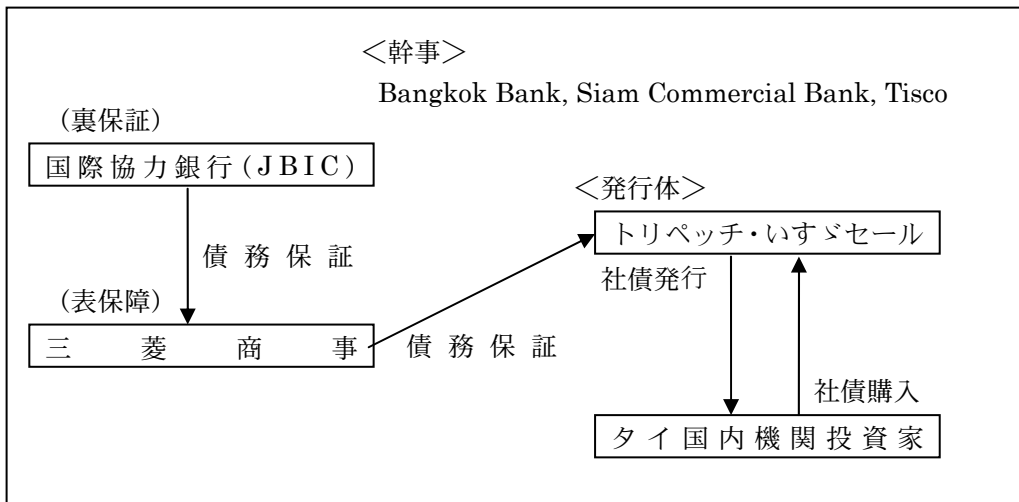 ＜幹事＞
Bangkok Bank, Siam Commercial Bank, Tisco
（裏保証）
国際協力銀行(JBIC)
債務保証
（表保障）
三菱商事
債務保証
＜発行体＞
トリペッチ・いすゞセール
社債発行
社債購入
タイ国内機関投資家